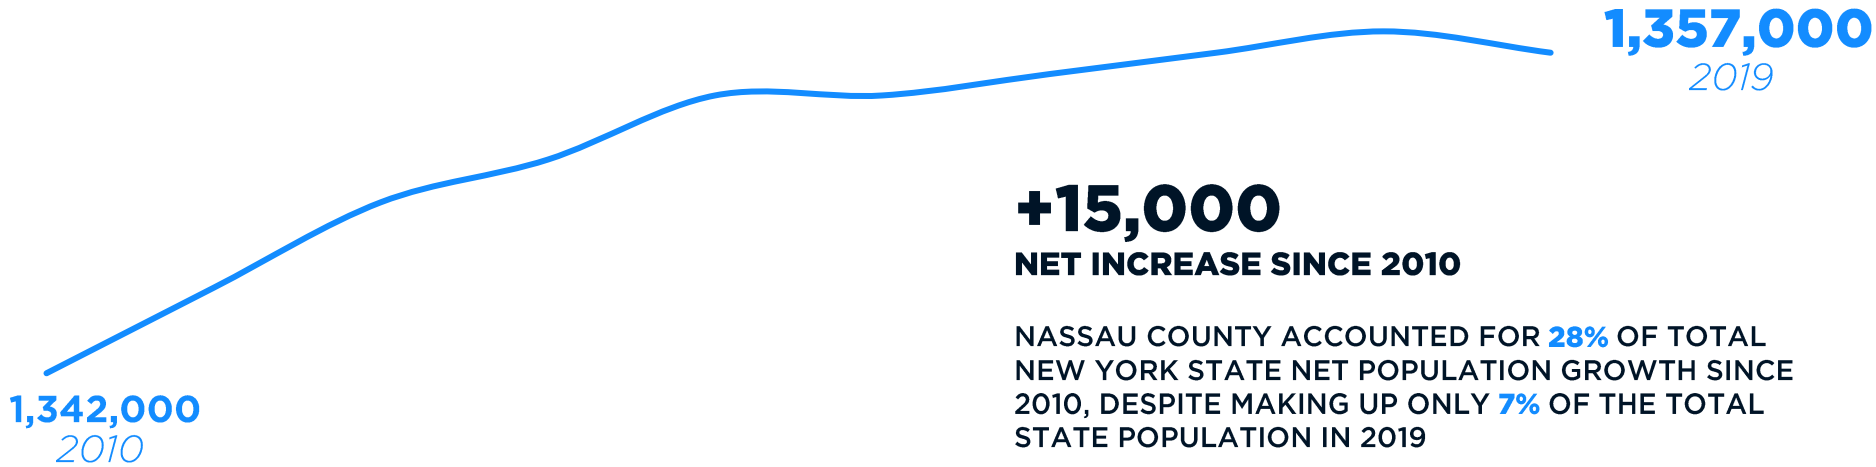 1,357,000
2019
+15,000
NET INCREASE SINCE 2010
NASSAU COUNTY ACCOUNTED FOR 28% OF TOTAL
NEW YORK STATE NET POPULATION GROWTH SINCE
2010, DESPITE MAKING UP ONLY 7% OF THE TOTAL
STATE POPULATION IN 2019
1,342,000
2010